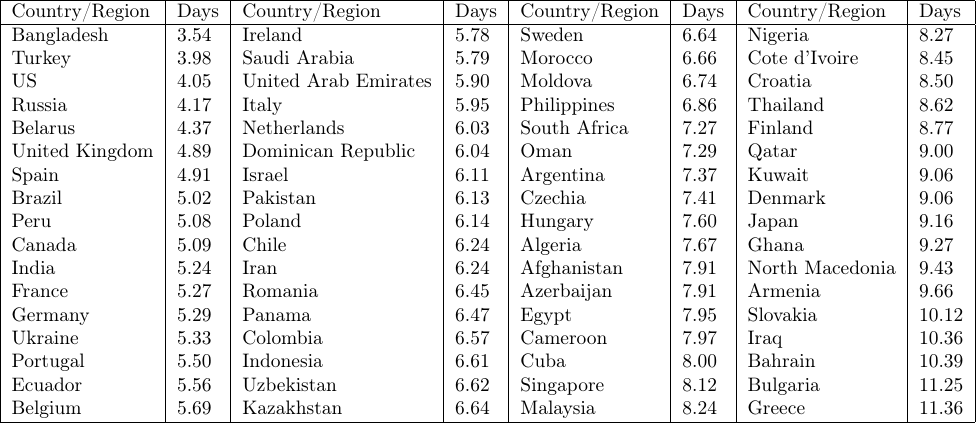 Country/Region Days Country/Region Days Country/Region Days Country/Region Days
Bangladesh 3.54 Ireland 5.78 Sweden 6.64 Nigeria 8.27
Turkey 3.98 Saudi Arabia 5.79 Morocco 6.66 Cote d'Ivoire 8.45
US 4.05 United Arab Emirates 5.90 Moldova 6.74 Croatia 8.50
Russia 4.17 Italy 5.95 Philippines 6.86 Thailand 8.62
Belarus 4.37 Netherlands 6.03 South Africa 7.27 Finland 8.77
United Kingdom 4.89 Dominican Republic 6.04 Oman 7.29 Qatar 9.00
Spain 4.91 Israel 6.11 Argentina 7.37 Kuwait 9.06
Brazil 5.02 Pakistan 6.13 Czechia 7.41 Denmark 9.06
Peru 5.08 Poland 6.14 Hungary 7.60 Japan 9.16
Canada 5.09 Chile 6.24 Algeria 7.67 Ghana 9.27
India 5.24 Iran 6.24 Afghanistan 7.91 North Macedonia 9.43
France 5.27 Romania 6.45 Azerbaijan 7.91 Armenia 9.66
Germany 5.29 Panama 6.47 Egypt 7.95 Slovakia 10.12
Ukraine 5.33 Colombia 6.57 Cameroon 7.97 Iraq 10.36
Portugal 5.50 Indonesia 6.61 Cuba 8.00 Bahrain 10.39
Ecuador 5.56 Uzbekistan 6.62 Singapore 8.12 Bulgaria 11.25
Belgium 5.69 Kazakhstan 6.64 Malaysia 8.24 Greece 11.36